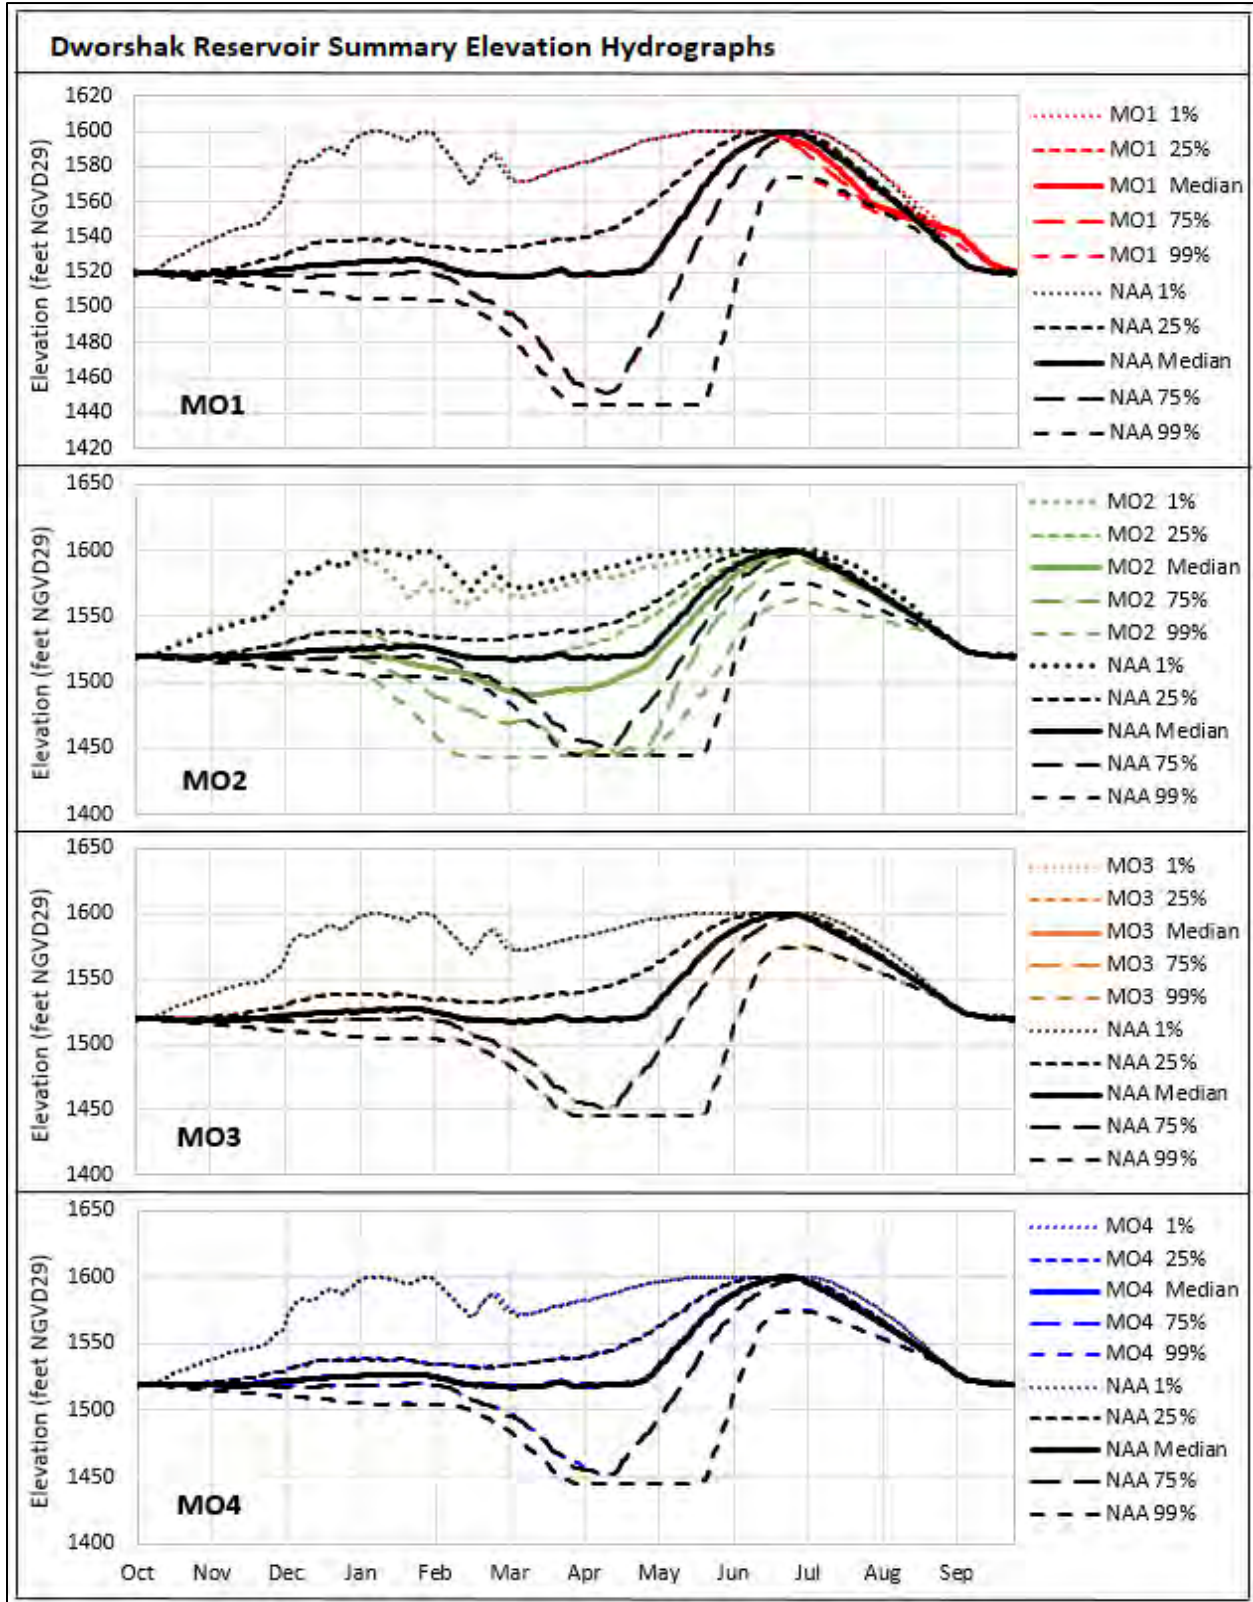 Dworshak Reservoir Summary Elevation Hydrographs
Elevation (feet NGVD29)
1620
1600
1580
1560
1540
1520
1500
1480
1460
1440
1420
MO1
MO1 1%
MO1 25%
MO1 Median
MO1 75%
MO1 99%
NAA 1%
NAA 25%
NAA Median
NAA 75%
NAA 99%
Elevation (feet NGVD29)
1650
1600
1550
1500
1450
1400
MO2
MO2 1%
MO2 25%
MO2 Median
MO2 75%
MO2 99%
NAA 1%
NAA 25%
NAA Median
NAA 75%
NAA 99%
Elevation (feet NGVD29)
1650
1600
1550
1500
1450
1400
MO3
MO3 1%
MO3 25%
MO3 Median
MO3 75%
MO3 99%
NAA 1%
NAA 25%
NAA Median
NAA 75%
NAA 99%
Elevation (feet NGVD29)
1650
1600
1550
1500
1450
1400
MO4
MO4 1%
MO4 25%
MO4 Median
MO4 75%
MO4 99%
NAA 1%
NAA 25%
NAA Median
NAA 75%
NAA 99%
Oct Nov Dec Jan Feb Mar Apr May Jun Jul Aug Sep